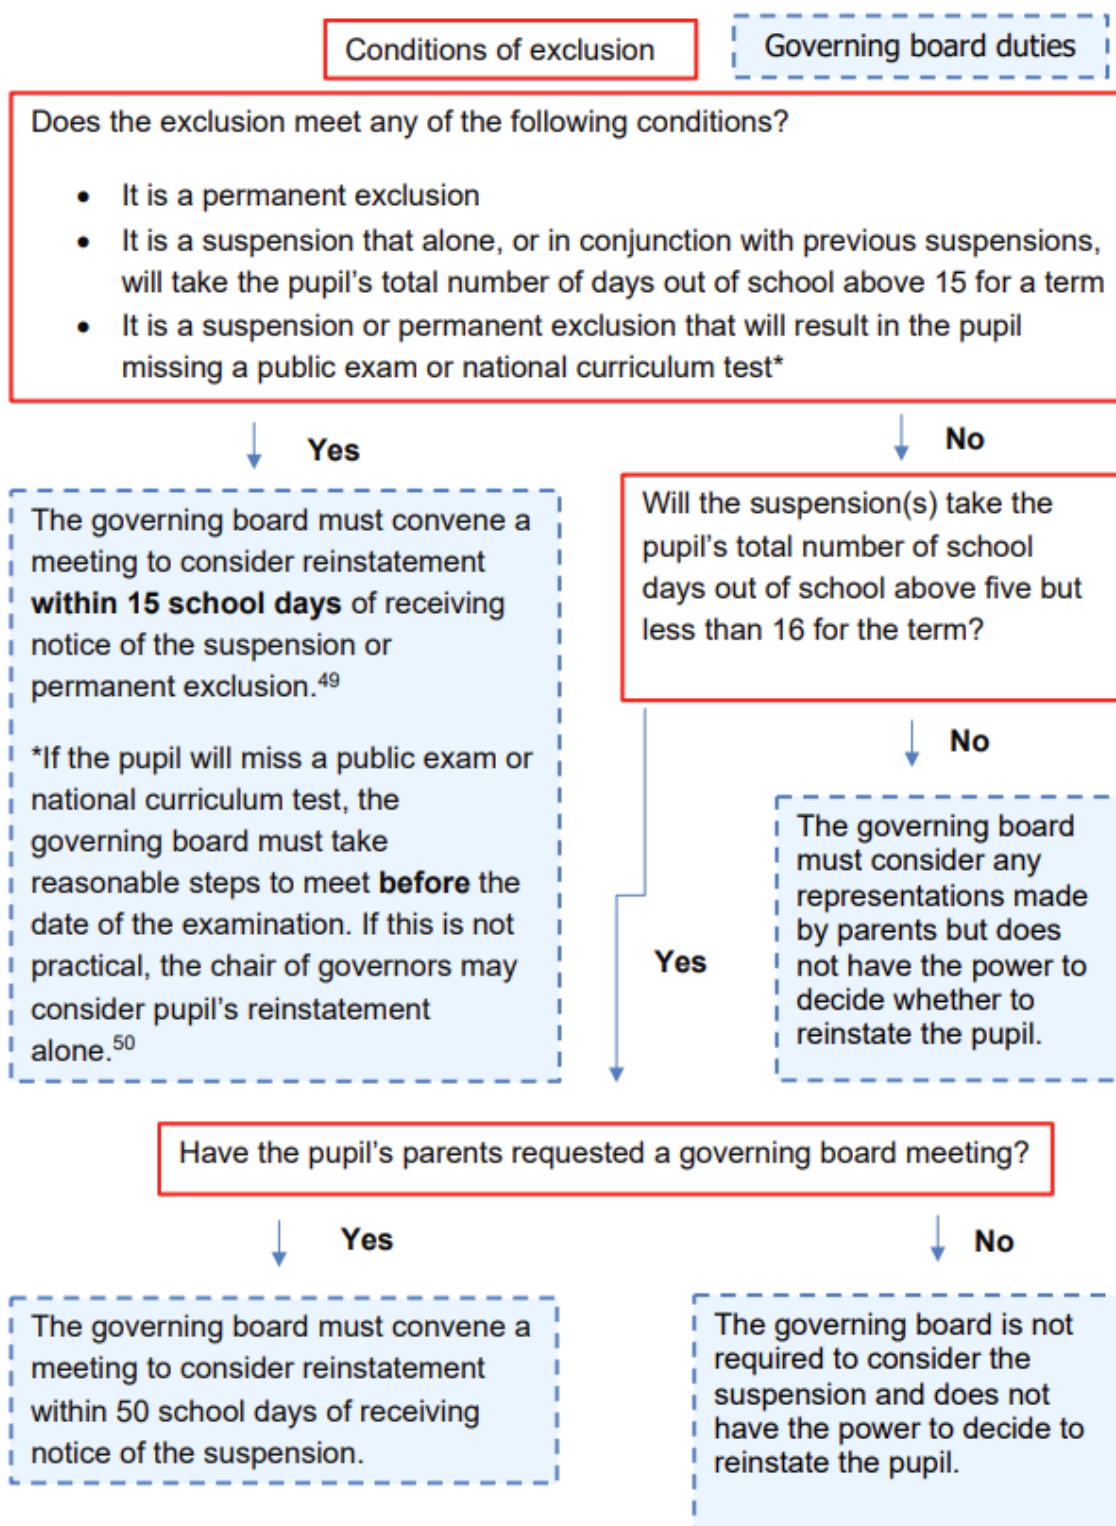 Conditions of exclusion
Governing board duties
Does the exclusion meet any of the following conditions?
• It is a permanent exclusion
• It is a suspension that alone, or in conjunction with previous suspensions,
will take the pupil’s total number of days out of school above 15 for a term
• It is a suspension or permanent exclusion that will result in the pupil
missing a public exam or national curriculum test*
Yes
No
The governing board must convene a
meeting to consider reinstatement
within 15 school days of receiving
notice of the suspension or
permanent exclusion.49
*If the pupil will miss a public exam or
national curriculum test, the
governing board must take
reasonable steps to meet before the
date of the examination. If this is not
practical, the chair of governors may
consider pupil’s reinstatement
alone.50
Will the suspension(s) take the
pupil’s total number of school
days out of school above five but
less than 16 for the term?
No
The governing board
must consider any
representations made
by parents but does
not have the power to
decide whether to
reinstate the pupil.
Yes
Have the pupil’s parents requested a governing board meeting?
Yes
No
The governing board must convene a
meeting to consider reinstatement
within 50 school days of receiving
notice of the suspension.
The governing board is not
required to consider the
suspension and does not
have the power to decide to
reinstate the pupil.